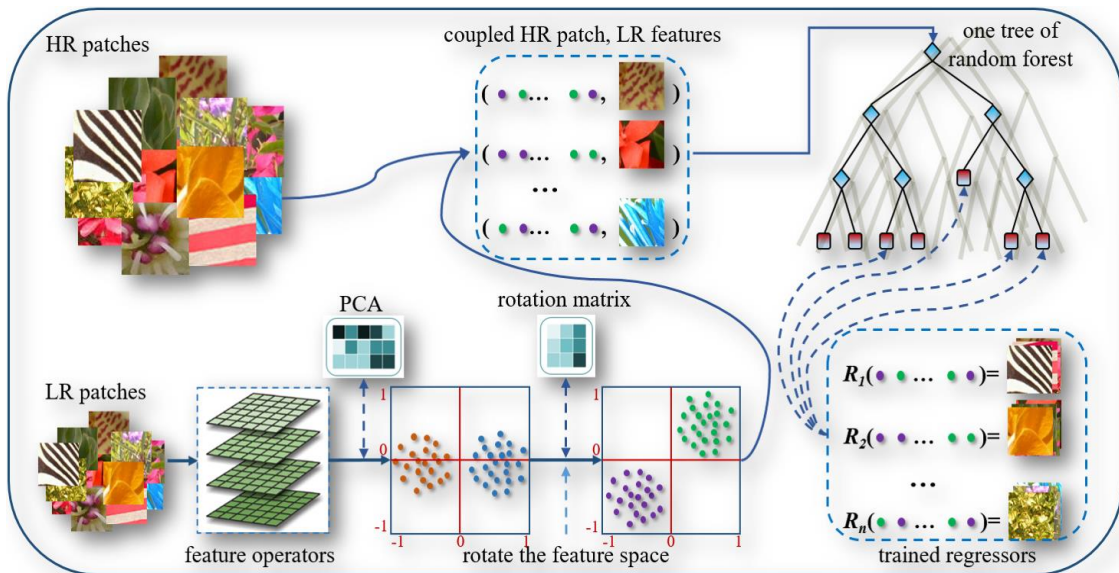 HR patches
coupled HR patch, LR features
one tree of
random forest
( ... , )
( ... , )
...
( ... , )
PCA
rotation matrix
LR patches
1
0
-1
-1 0 1
1
0
-1
-1 0 1
feature operators
rotate the feature space
R1( ... )=
R2( ... )=
...
Rn( ... )=
trained regressors